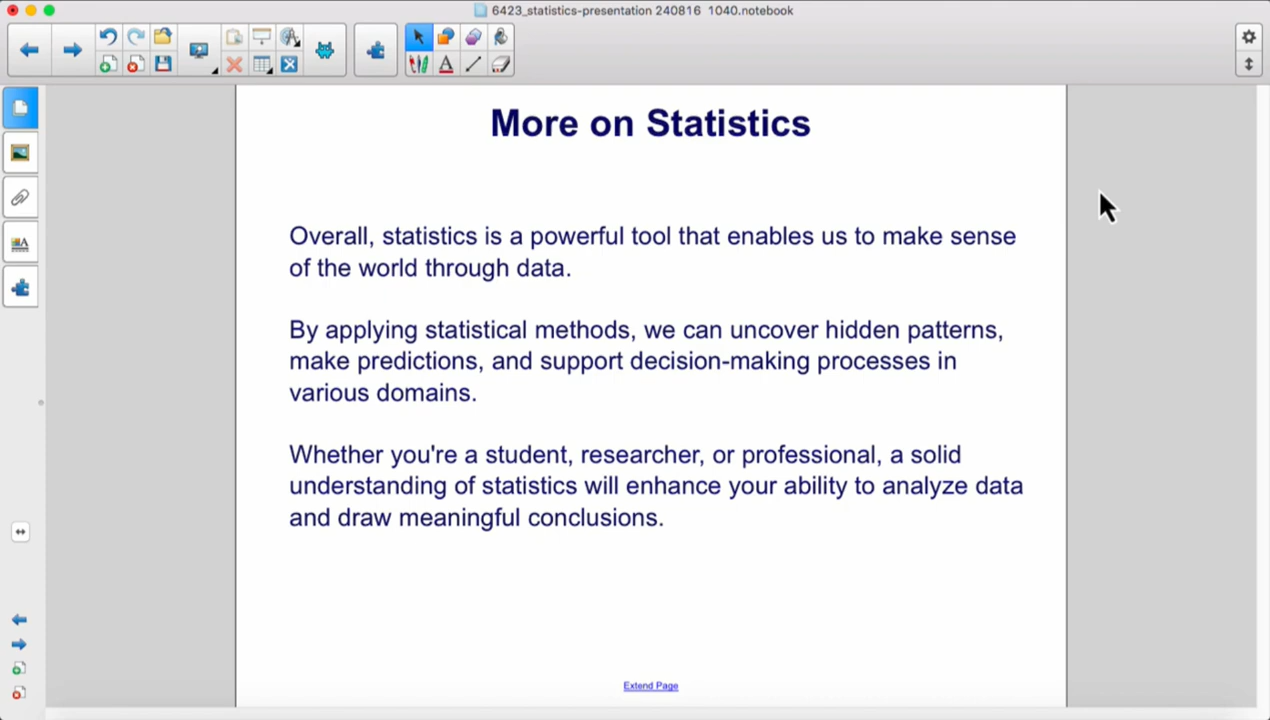 6423_statistics-presentation 240816 1040.notebook
More on Statistics
Overall, statistics is a powerful tool that enables us to make sense
of the world through data.
By applying statistical methods, we can uncover hidden patterns,
make predictions, and support decision-making processes in
various domains.
Whether you're a student, researcher, or professional, a solid
understanding of statistics will enhance your ability to analyze data
and draw meaningful conclusions.
Extend Page